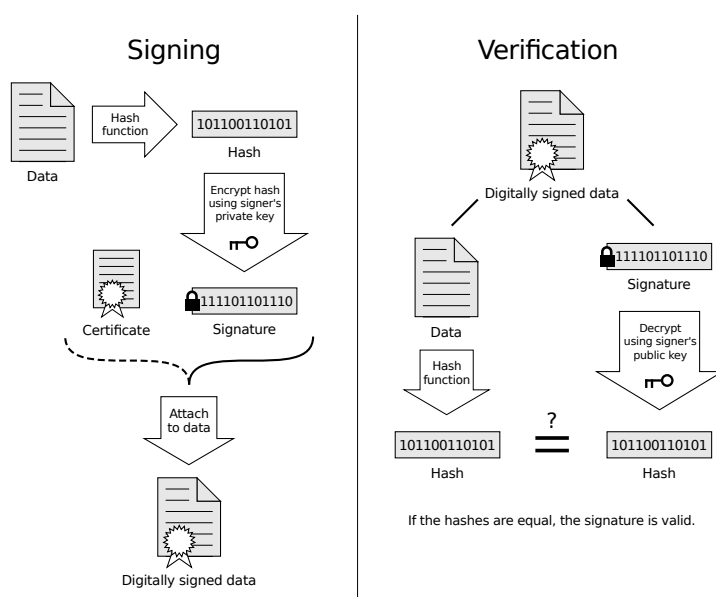 Signing
Hash
function
101100110101
Hash
Data
Encrypt hash
using signer's
private key
111101101110
Certificate
Signature
Attach
to data
Digitally signed data
Verification
Digitally signed data
Data
111101101110
Signature
Hash
function
Decrypt
using signer's
public key
101100110101
Hash
?
=
101100110101
Hash
If the hashes are equal, the signature is valid.